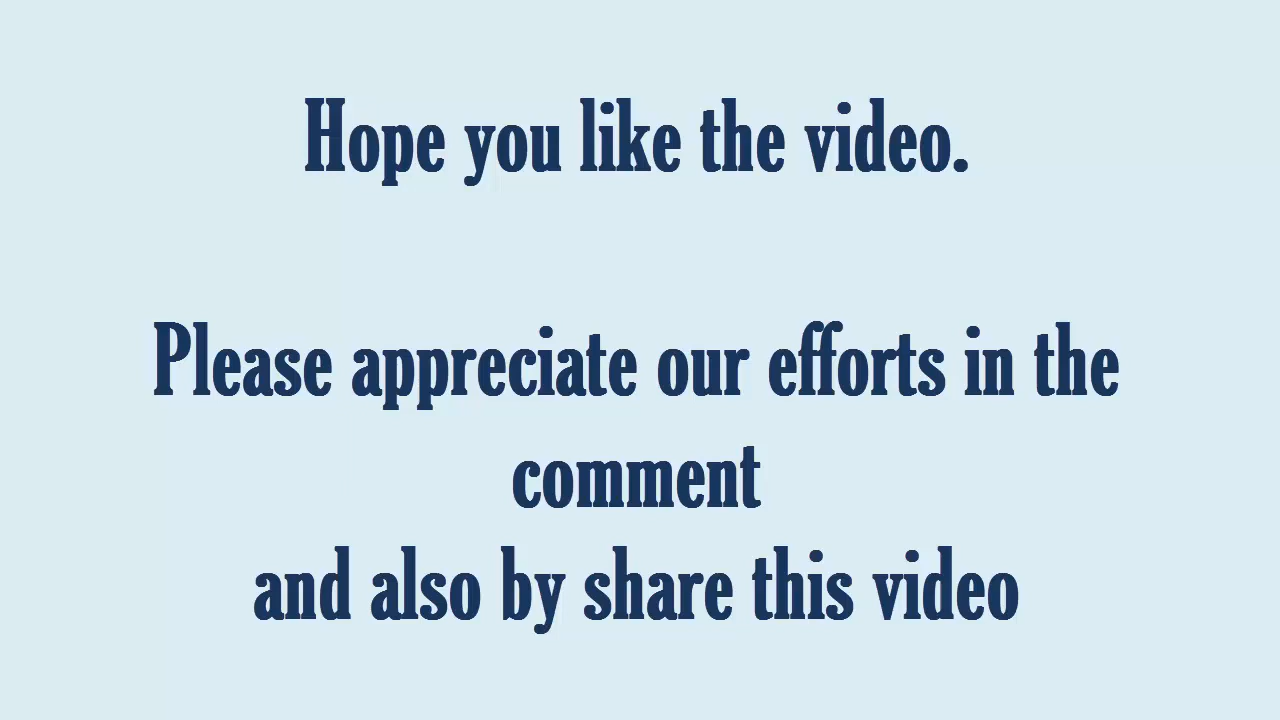 Hope you like the video.
Please appreciate our efforts in the
comment
and also by share this video